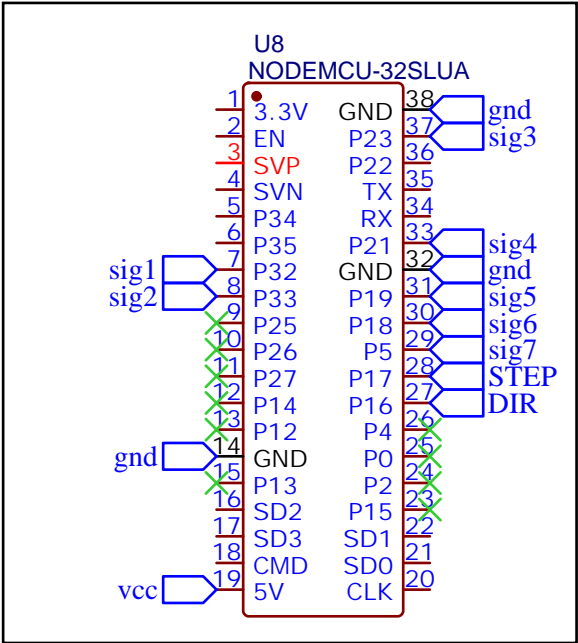 U8
NODEMCU-32SLUA
1 3.3V GND 38 gnd
2 EN P23 37 sig3
3 SVP P22 36
4 SVN TX 35
5 P34 RX 34
6 P35 P21 33 sig4
sig1 7 P32 GND 32 gnd
sig2 8 P33 P19 31 sig5
9 P25 P18 30 sig6
10 P26 P5 29 sig7
11 P27 P17 28 STEP
12 P14 P16 27 DIR
13 P12 P4 26
gnd 14 GND P0 25
15 P13 P2 24
16 SD2 P15 23
17 SD3 SD1 22
18 CMD SD0 21
vcc 19 5V CLK 20